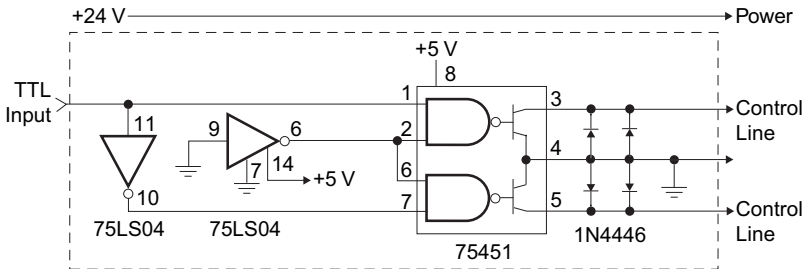 +24 V
Power
+5 V
8
TTL
Input
11
1
3
Control
Line
9
6
2
7
14
+5 V
4
6
10
7
5
Control
Line
75LS04
75LS04
75451
1N4446